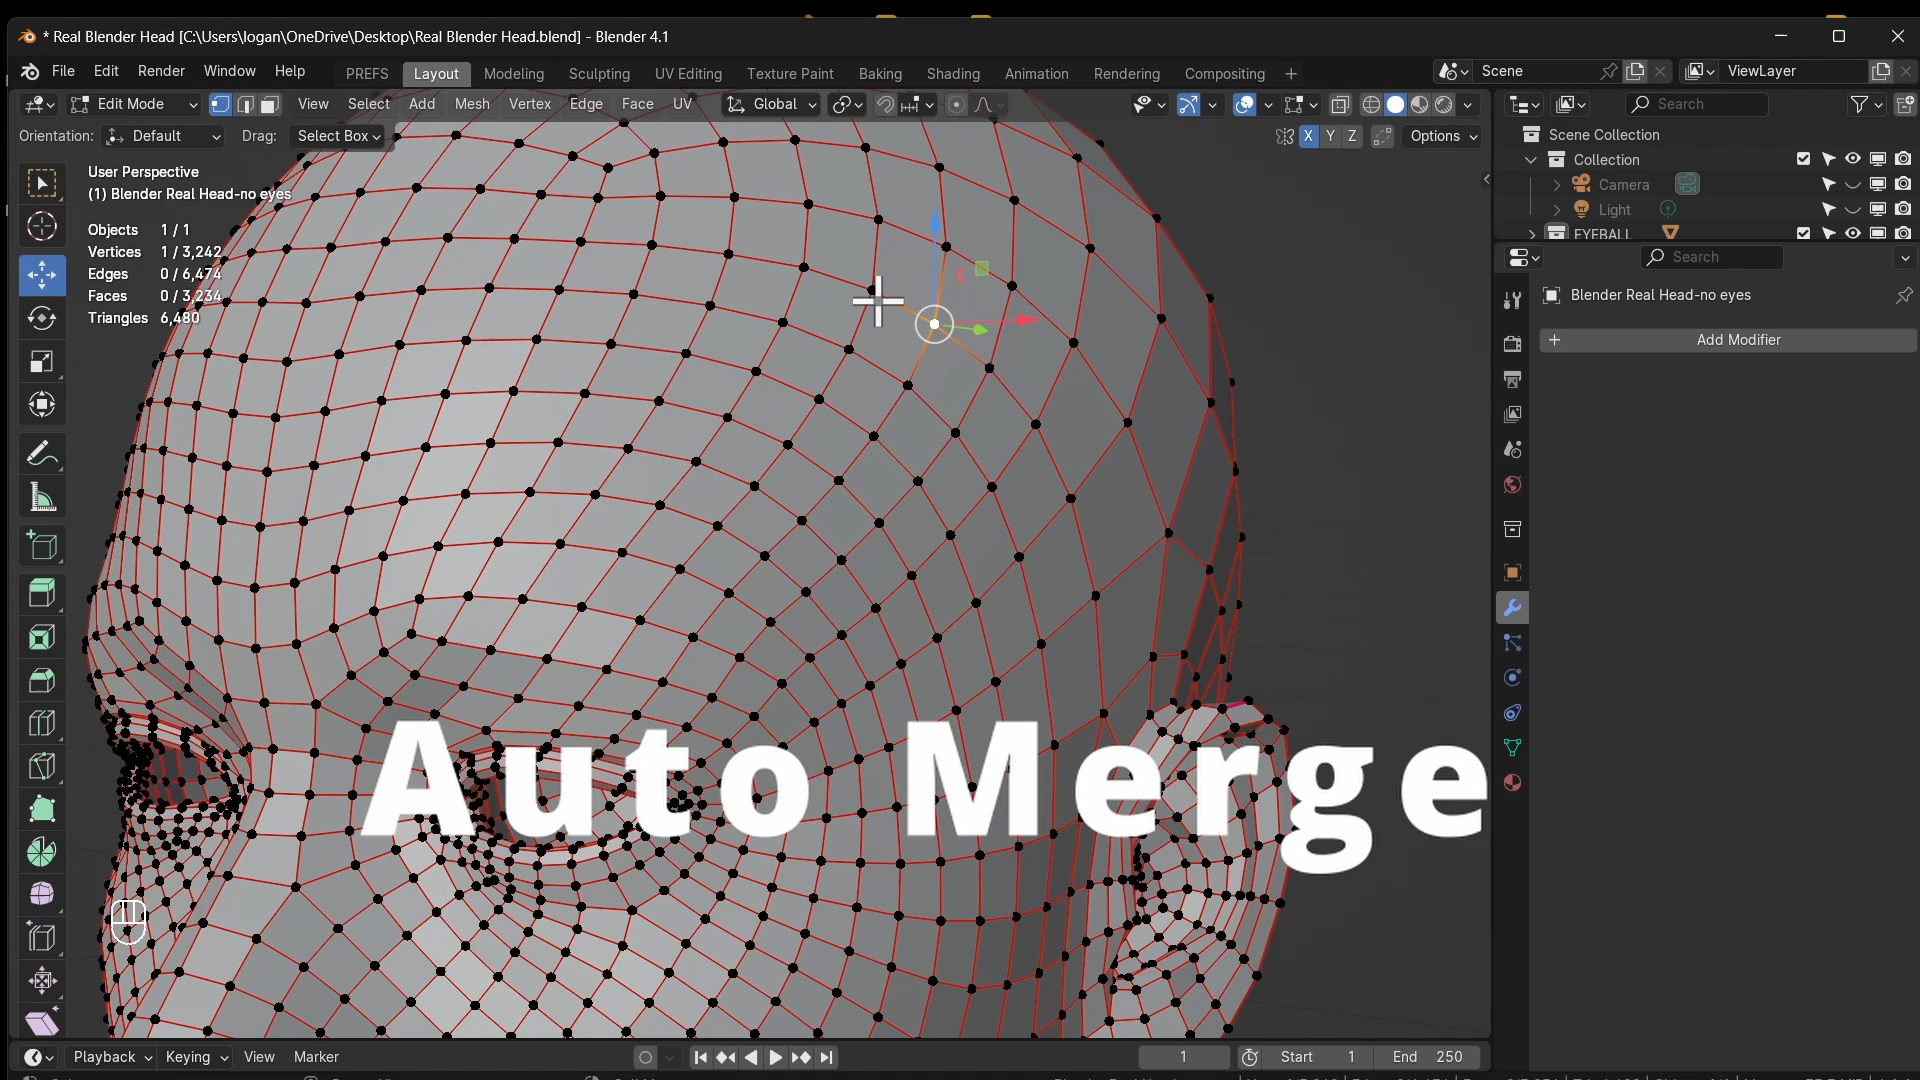 * Real Blender Head [C:\Users\logan\OneDrive\Desktop\Real Blender Head.blend] - Blender 4.1
File Edit Render Window Help PREFS Layout Modeling Sculpting UV Editing Texture Paint Baking Shading Animation Rendering Compositing + Scene ViewLayer
Edit Mode View Select Add Mesh Vertex Edge Face UV Global Search
Orientation: Default Drag: Select Box X Y Z Options
Scene Collection
Collection
Camera
Light
EYEBALL
User Perspective
(1) Blender Real Head-no eyes
Objects 1 / 1
Vertices 1 / 3,242
Edges 0 / 6,474
Faces 0 / 3,234
Triangles 6,480
Search
Blender Real Head-no eyes
+ Add Modifier
Auto Merge
Playback Keying View Marker 1 Start 1 End 250